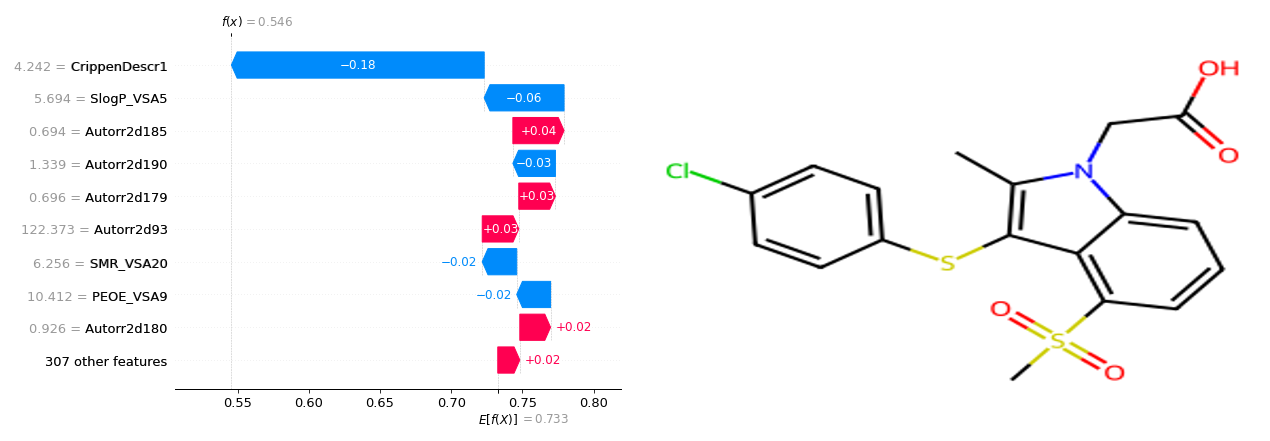 f(x) = 0.546
4.242 = CrippenDescr1
−0.18
5.694 = SlogP_VSA5
−0.06
0.694 = Autorr2d185
+0.04
1.339 = Autorr2d190
−0.03
0.696 = Autorr2d179
+0.03
122.373 = Autorr2d93
+0.03
6.256 = SMR_VSA20
−0.02
10.412 = PEOE_VSA9
−0.02
0.926 = Autorr2d180
+0.02
307 other features
+0.02
0.55 0.60 0.65 0.70 0.75 0.80
E[f(X)] = 0.733
OH
O
N
Cl
S
O
S
O